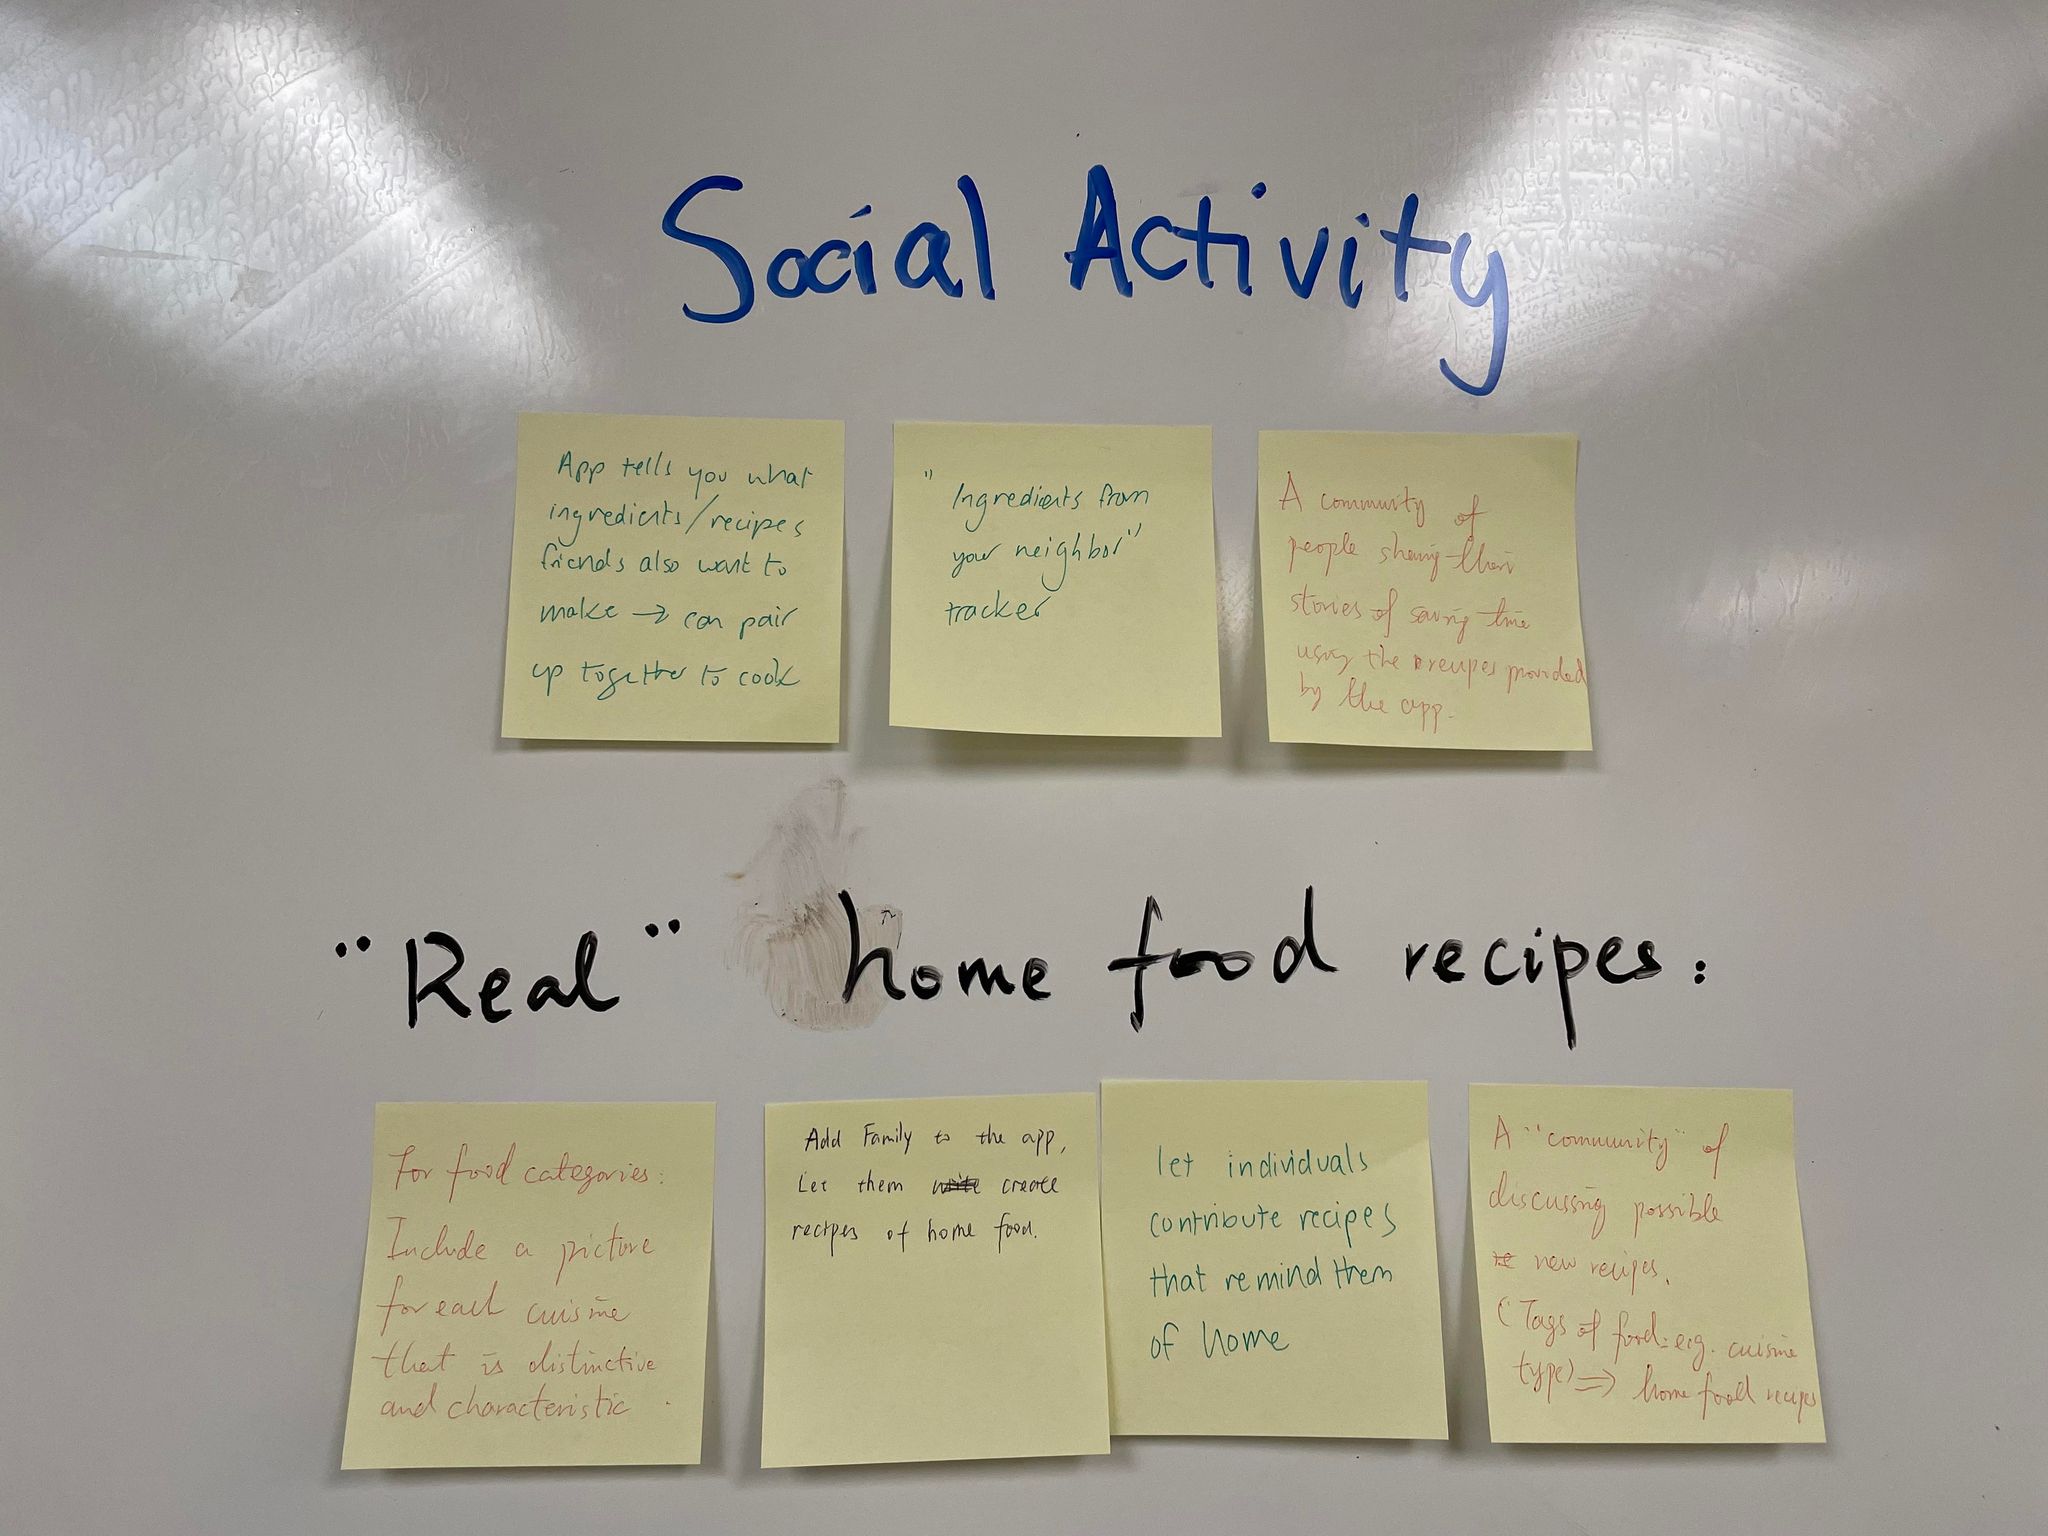 Social Activity
App tells you what
ingredients/recipes
friends also want to
make → can pair
up together to cook
"Ingredients from
your neighbor"
tracker
A community of
people sharing their
stories of saving time
using the recipes provided
by the app.
"Real" home food recipes:
For food categories:
Include a picture
for each cuisine
that is distinctive
and characteristic.
Add Family to the app,
Let them write create
recipes of home food.
let individuals
contribute recipes
that remind them
of home
A "community" of
discussing possible
re new recipes.
(Tags of food: e.g. cuisine
type) ⇒ home food recipes